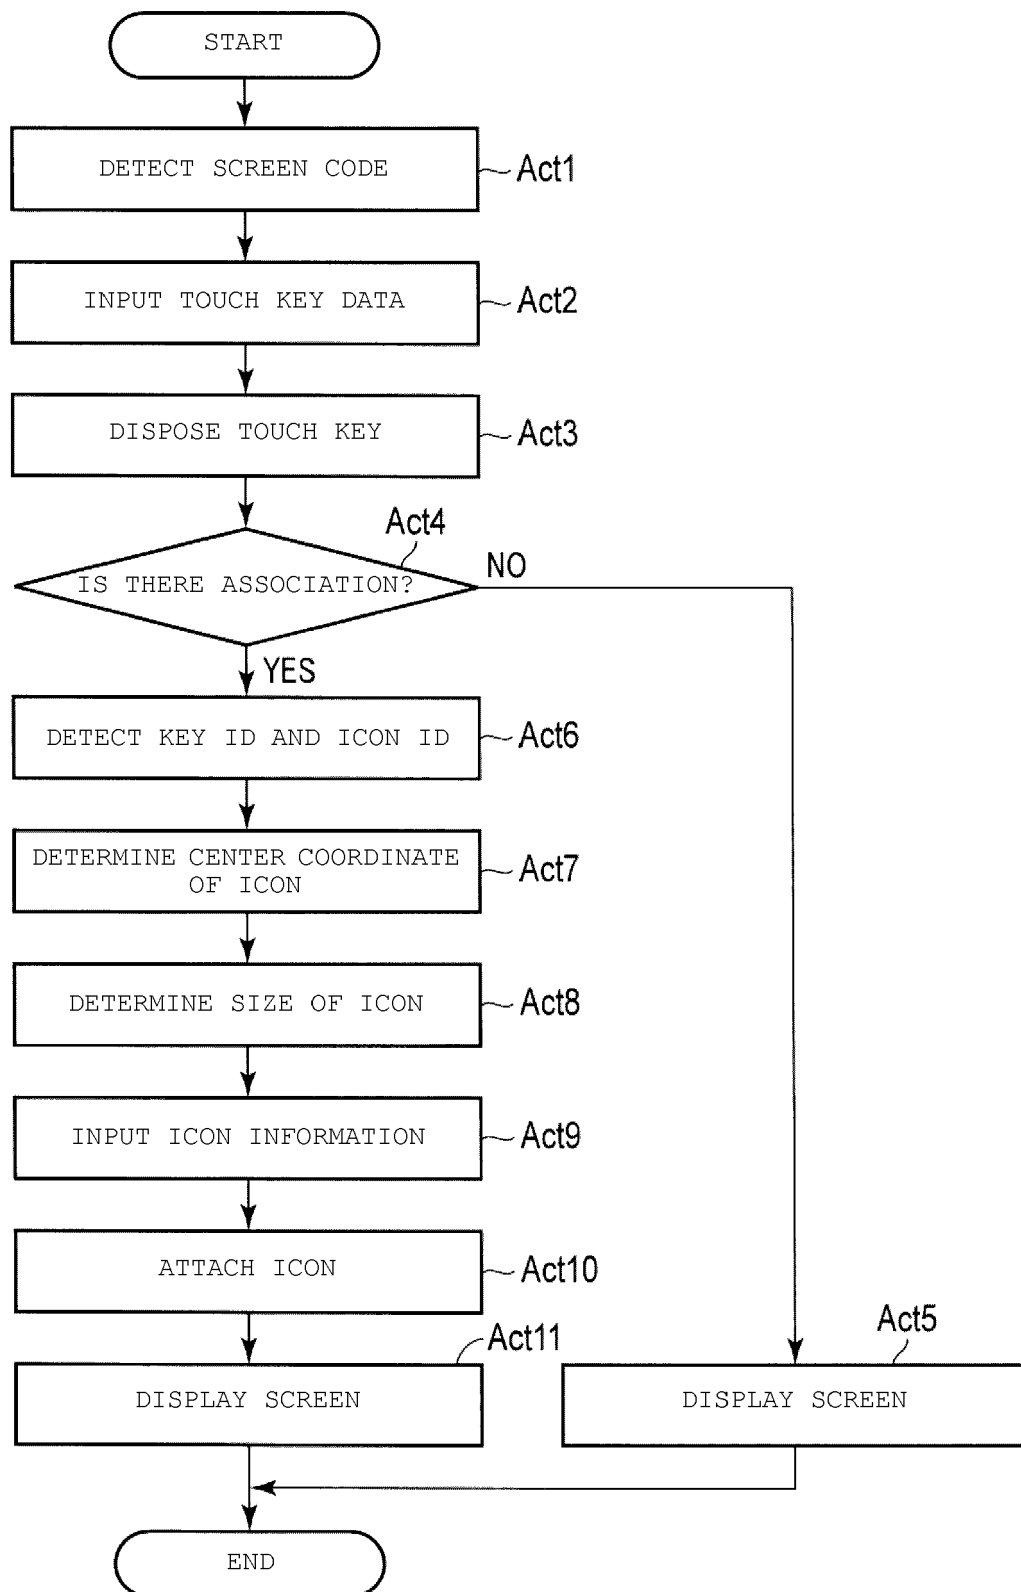 START
DETECT SCREEN CODE
Act1
INPUT TOUCH KEY DATA
Act2
DISPOSE TOUCH KEY
Act3
Act4
IS THERE ASSOCIATION?
NO
YES
DETECT KEY ID AND ICON ID
Act6
DETERMINE CENTER COORDINATE
OF ICON
Act7
DETERMINE SIZE OF ICON
Act8
INPUT ICON INFORMATION
Act9
ATTACH ICON
Act10
Act11
DISPLAY SCREEN
Act5
DISPLAY SCREEN
END